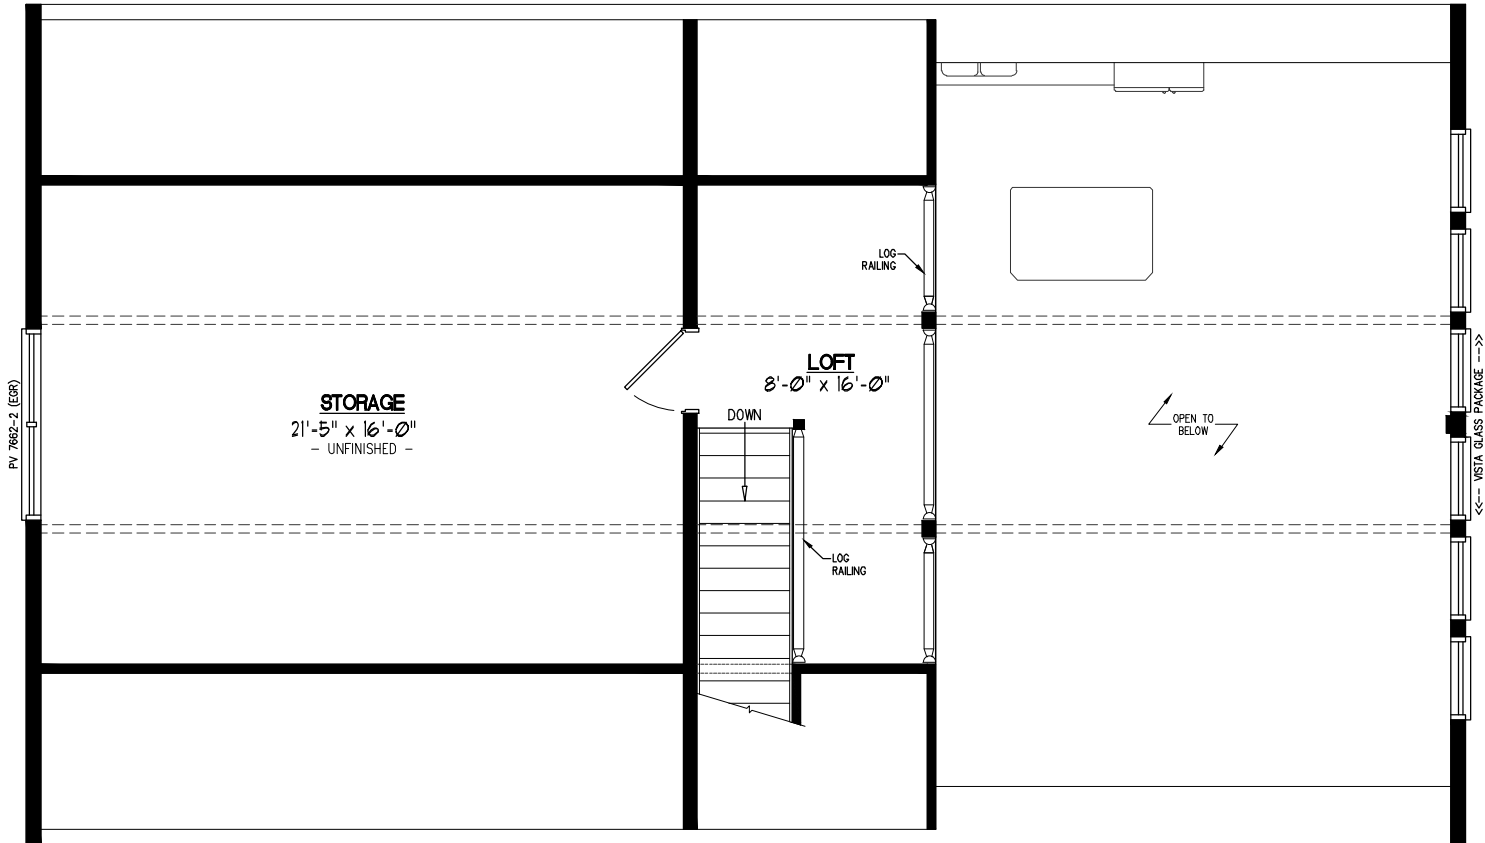 LOG
RAILING
LOFT
8'-0" x 16'-0"
STORAGE
21'-5" x 16'-0"
- UNFINISHED -
DOWN
OPEN TO
BELOW
LOG
RAILING
PV 7662-2 (EGR)
<<-- VISTA GLASS PACKAGE -->>